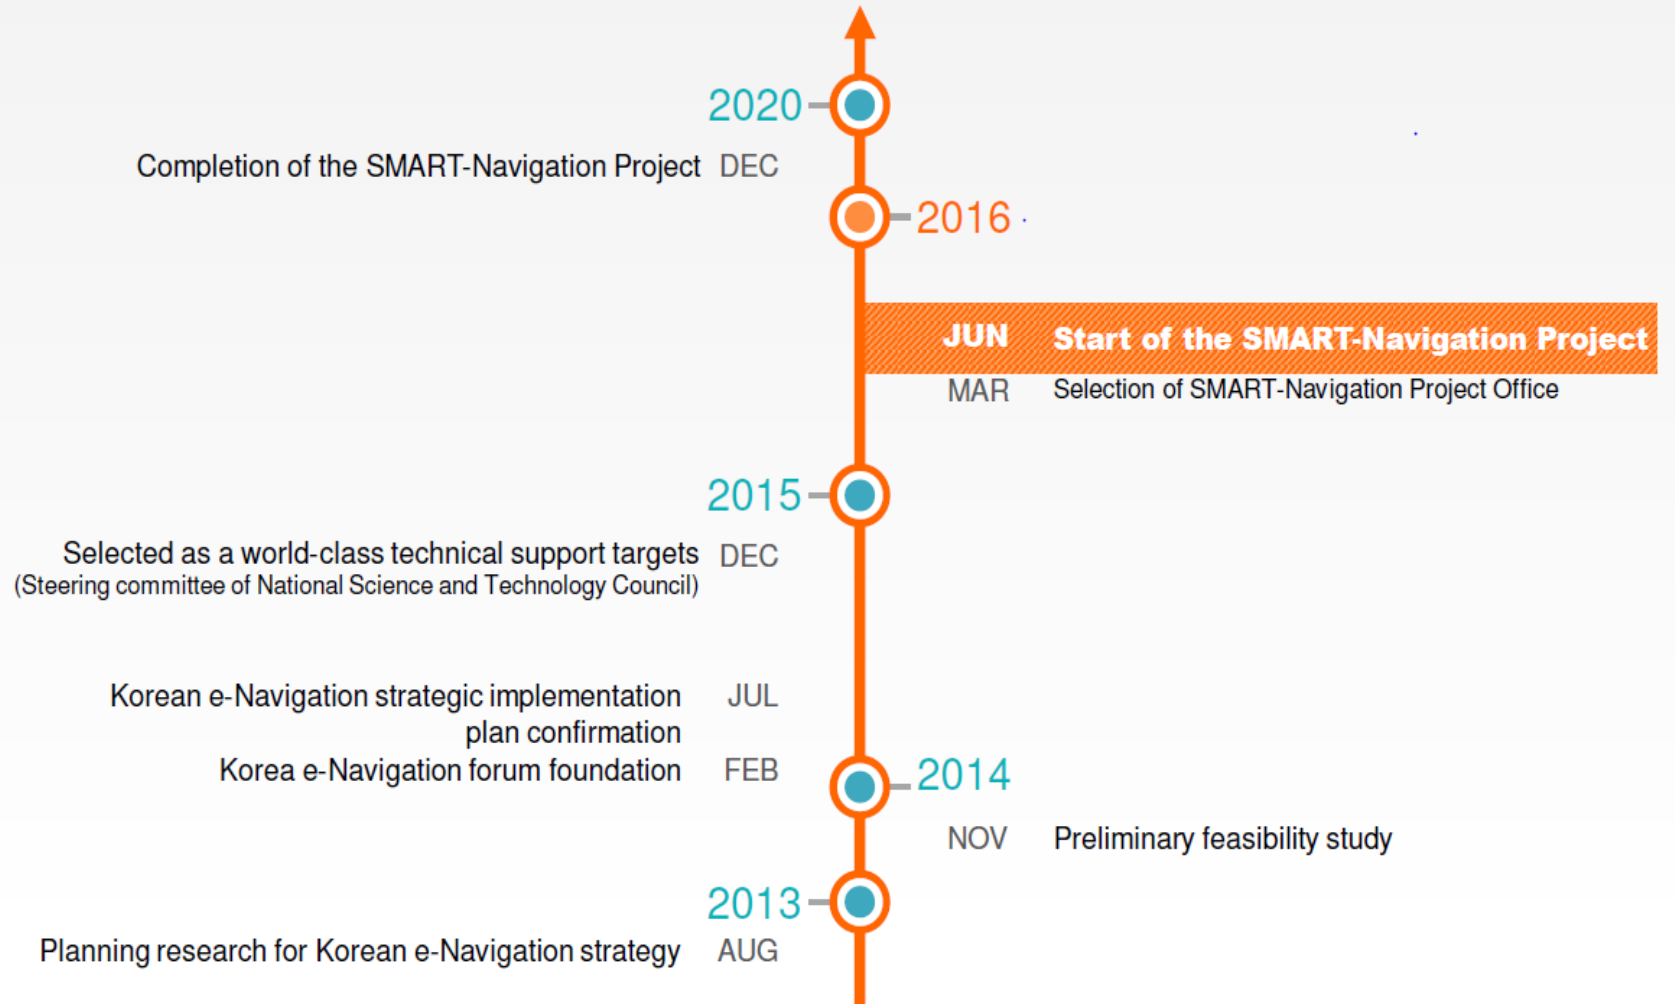 2020
Completion of the SMART-Navigation Project DEC
2016
JUN Start of the SMART-Navigation Project
MAR Selection of SMART-Navigation Project Office
2015
Selected as a world-class technical support targets DEC
(Steering committee of National Science and Technology Council)
Korean e-Navigation strategic implementation JUL
plan confirmation
Korea e-Navigation forum foundation FEB
2014
NOV Preliminary feasibility study
2013
Planning research for Korean e-Navigation strategy AUG